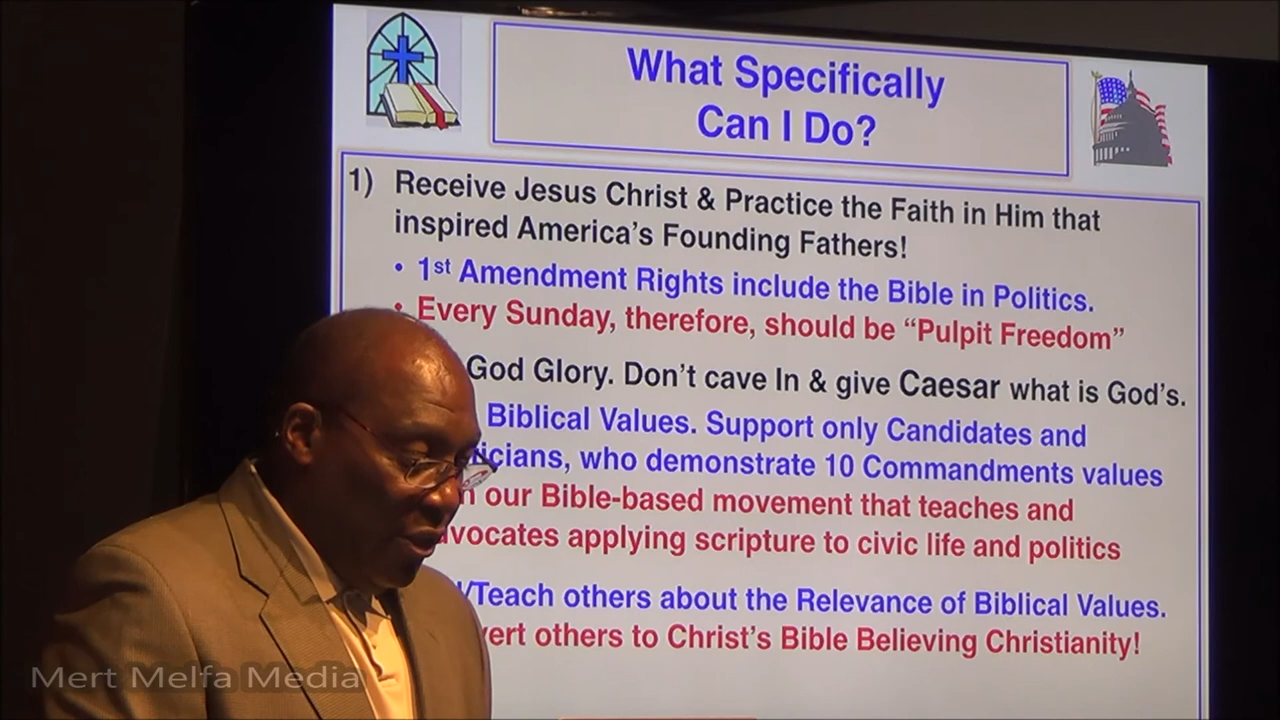 What Specifically
Can I Do?
1) Receive Jesus Christ & Practice the Faith in Him that
inspired America's Founding Fathers!
• 1st Amendment Rights include the Bible in Politics.
• Every Sunday, therefore, should be “Pulpit Freedom”
God Glory. Don't cave In & give Caesar what is God's.
Biblical Values. Support only Candidates and
icians, who demonstrate 10 Commandments values
our Bible-based movement that teaches and
vocates applying scripture to civic life and politics
/Teach others about the Relevance of Biblical Values.
vert others to Christ's Bible Believing Christianity!
Mert Melfa Media